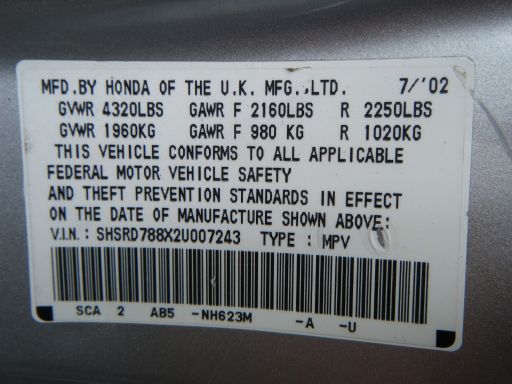 MFD.BY HONDA OF THE U.K. MFG.,LTD. 7/'02
GVWR 4320LBS GAWR F 2160LBS R 2250LBS
GVWR 1960KG GAWR F 980 KG R 1020KG
THIS VEHICLE CONFORMS TO ALL APPLICABLE
FEDERAL MOTOR VEHICLE SAFETY
AND THEFT PREVENTION STANDARDS IN EFFECT
ON THE DATE OF MANUFACTURE SHOWN ABOVE:
V.I.N.: SHSRD788X2U007243 TYPE : MPV
SCA 2 AB5 -NH623M -A -U